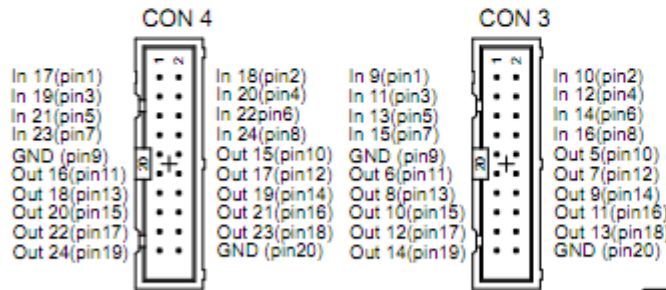 CON 4
CON 3
1 2
1 2
In 17(pin1) In 18(pin2) In 9(pin1) In 10(pin2)
In 19(pin3) In 20(pin4) In 11(pin3) In 12(pin4)
In 21(pin5) In 22pin6) In 13(pin5) In 14(pin6)
In 23(pin7) In 24(pin8) In 15(pin7) In 16(pin8)
GND (pin9) Out 15(pin10) GND (pin9) Out 5(pin10)
Out 16(pin11) Out 17(pin12) Out 6(pin11) Out 7(pin12)
Out 18(pin13) Out 19(pin14) Out 8(pin13) Out 9(pin14)
Out 20(pin15) Out 21(pin16) Out 10(pin15) Out 11(pin16)
Out 22(pin17) Out 23(pin18) Out 12(pin17) Out 13(pin18)
Out 24(pin19) GND (pin20) Out 14(pin19) GND (pin20)
20
20